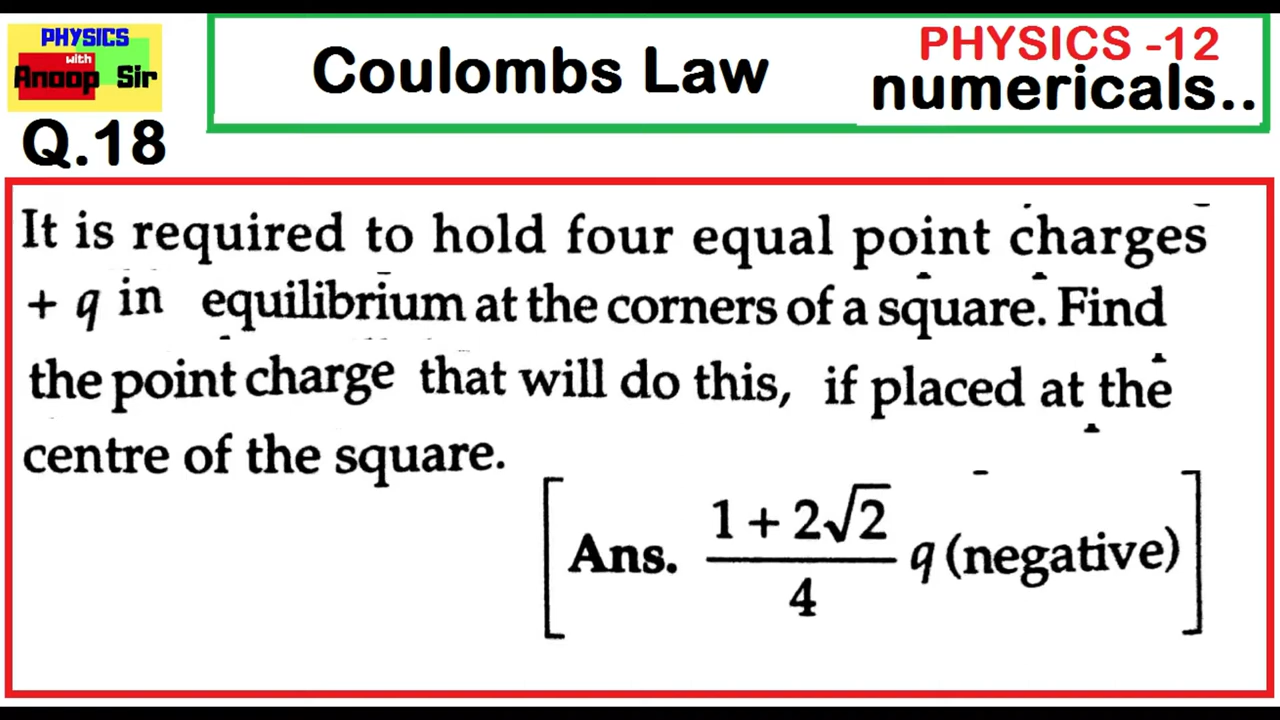 PHYSICS
with
Anoop Sir
Coulombs Law
PHYSICS -12
numericals..
Q.18
It is required to hold four equal point charges
+ q in equilibrium at the corners of a square. Find
the point charge that will do this, if placed at the
centre of the square.
[Ans. (1 + 2√2)/4 q (negative)]